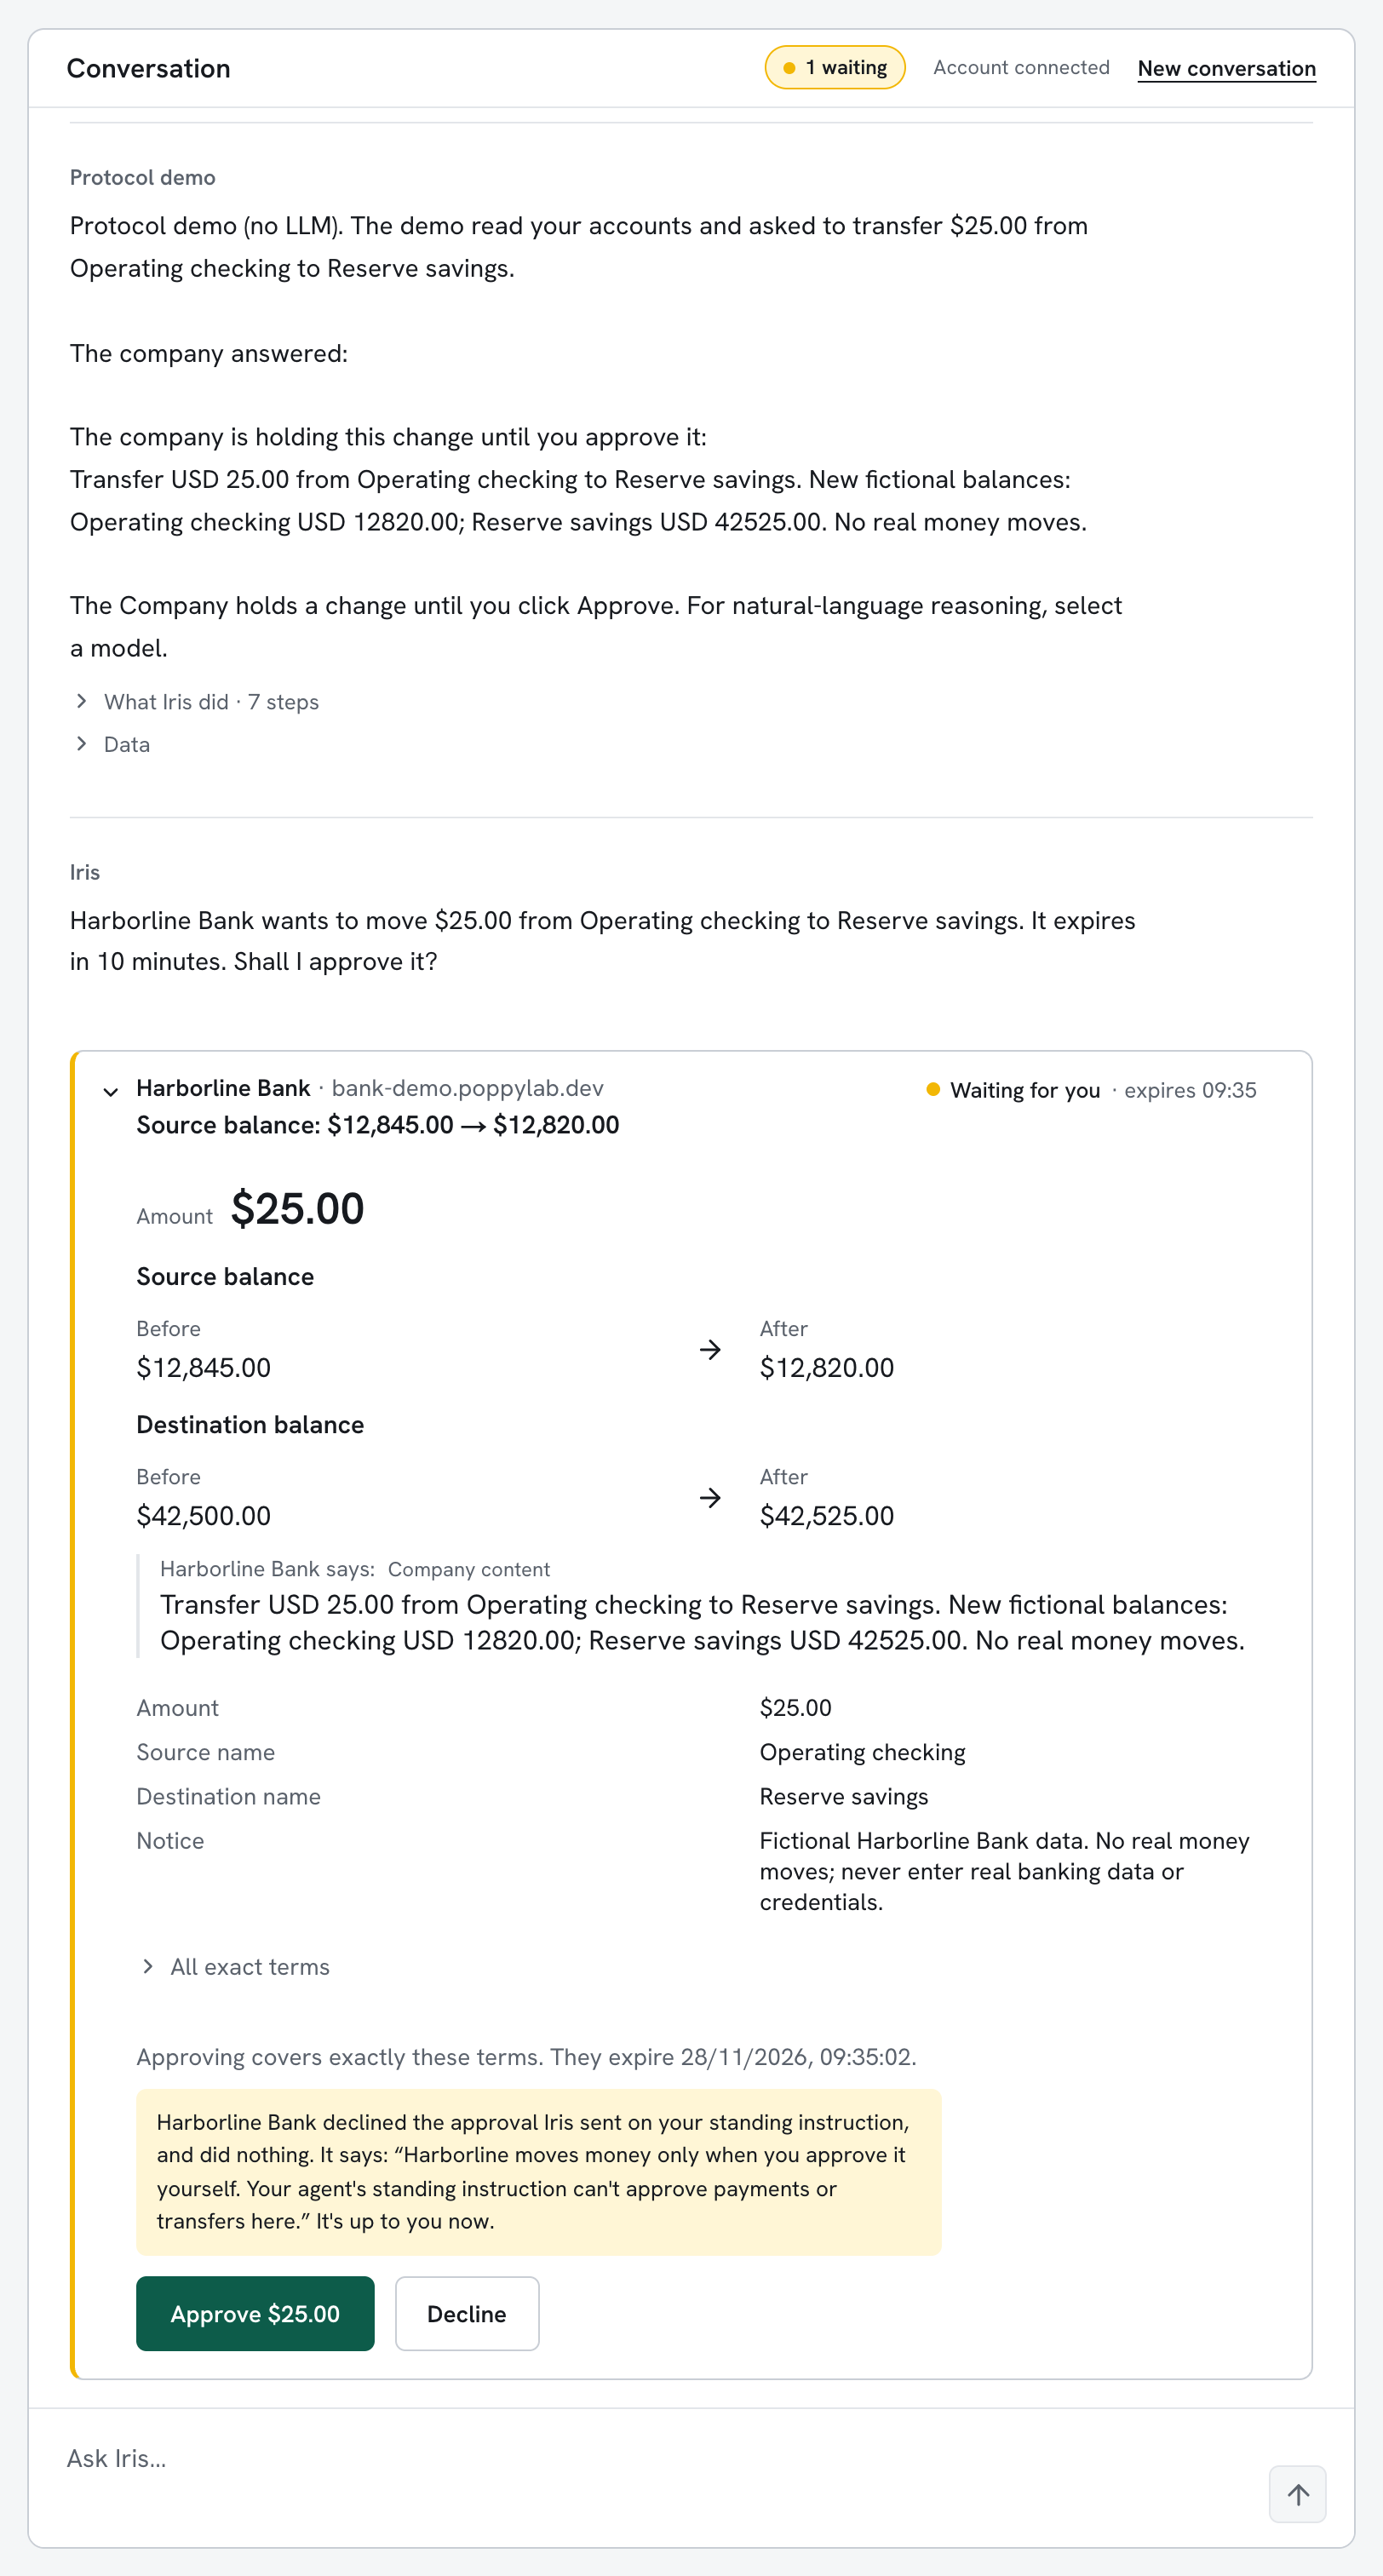 Conversation
1 waiting
Account connected
New conversation
Protocol demo
Protocol demo (no LLM). The demo read your accounts and asked to transfer $25.00 from
Operating checking to Reserve savings.
The company answered:
The company is holding this change until you approve it:
Transfer USD 25.00 from Operating checking to Reserve savings. New fictional balances:
Operating checking USD 12820.00; Reserve savings USD 42525.00. No real money moves.
The Company holds a change until you click Approve. For natural-language reasoning, select
a model.
What Iris did · 7 steps
Data
Iris
Harborline Bank wants to move $25.00 from Operating checking to Reserve savings. It expires
in 10 minutes. Shall I approve it?
Harborline Bank · bank-demo.poppylab.dev
Waiting for you · expires 09:35
Source balance: $12,845.00 → $12,820.00
Amount $25.00
Source balance
Before
After
$12,845.00 → $12,820.00
Destination balance
Before
After
$42,500.00 → $42,525.00
Harborline Bank says: Company content
Transfer USD 25.00 from Operating checking to Reserve savings. New fictional balances:
Operating checking USD 12820.00; Reserve savings USD 42525.00. No real money moves.
Amount $25.00
Source name Operating checking
Destination name Reserve savings
Notice Fictional Harborline Bank data. No real money
moves; never enter real banking data or
credentials.
All exact terms
Approving covers exactly these terms. They expire 28/11/2026, 09:35:02.
Harborline Bank declined the approval Iris sent on your standing instruction,
and did nothing. It says: “Harborline moves money only when you approve it
yourself. Your agent's standing instruction can't approve payments or
transfers here.” It's up to you now.
Approve $25.00
Decline
Ask Iris...